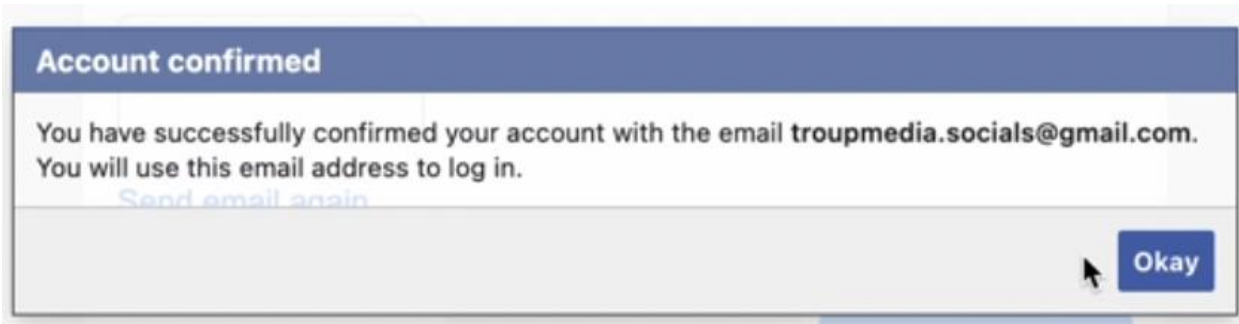 Account confirmed
You have successfully confirmed your account with the email troupmedia.socials@gmail.com.
You will use this email address to log in.
Send email again
Okay